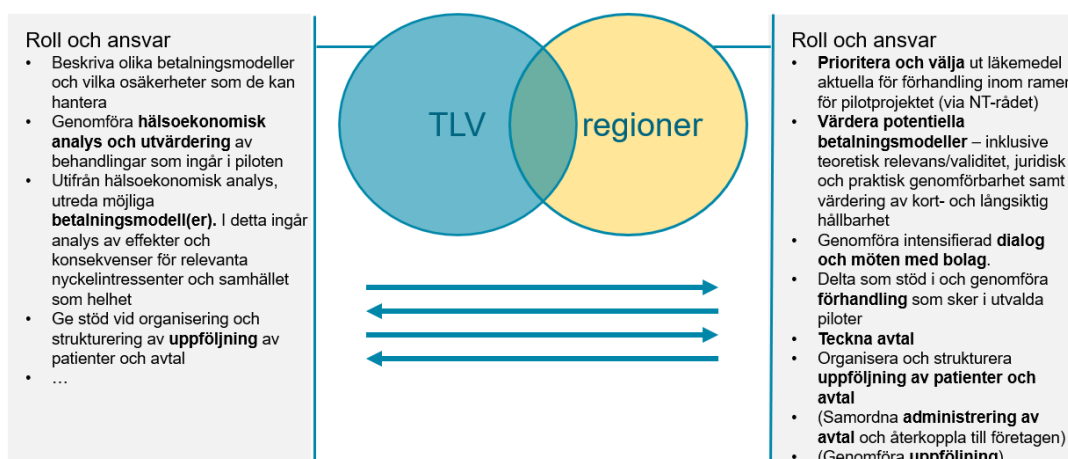 Roll och ansvar
• Beskriva olika betalningsmodeller
och vilka osäkerheter som de kan
hantera
• Genomföra hälsoekonomisk
analys och utvärdering av
behandlingar som ingår i piloten
• Utifrån hälsoekonomisk analys,
utreda möjliga
betalningsmodell(er). I detta ingår
analys av effekter och
konsekvenser för relevanta
nyckelintressenter och samhället
som helhet
• Ge stöd vid organisering och
strukturering av uppföljning av
patienter och avtal
• …
TLV
regioner
Roll och ansvar
• Prioritera och välja ut läkemedel
aktuella för förhandling inom ramen
för pilotprojektet (via NT-rådet)
• Värdera potentiella
betalningsmodeller – inklusive
teoretisk relevans/validitet, juridisk
och praktisk genomförbarhet samt
värdering av kort- och långsiktig
hållbarhet
• Genomföra intensifierad dialog
och möten med bolag.
• Delta som stöd i och genomföra
förhandling som sker i utvalda
piloter
• Teckna avtal
• Organisera och strukturera
uppföljning av patienter och
avtal
• (Samordna administrering av
avtal och återkoppla till företagen)
• (Genomföra uppföljning)